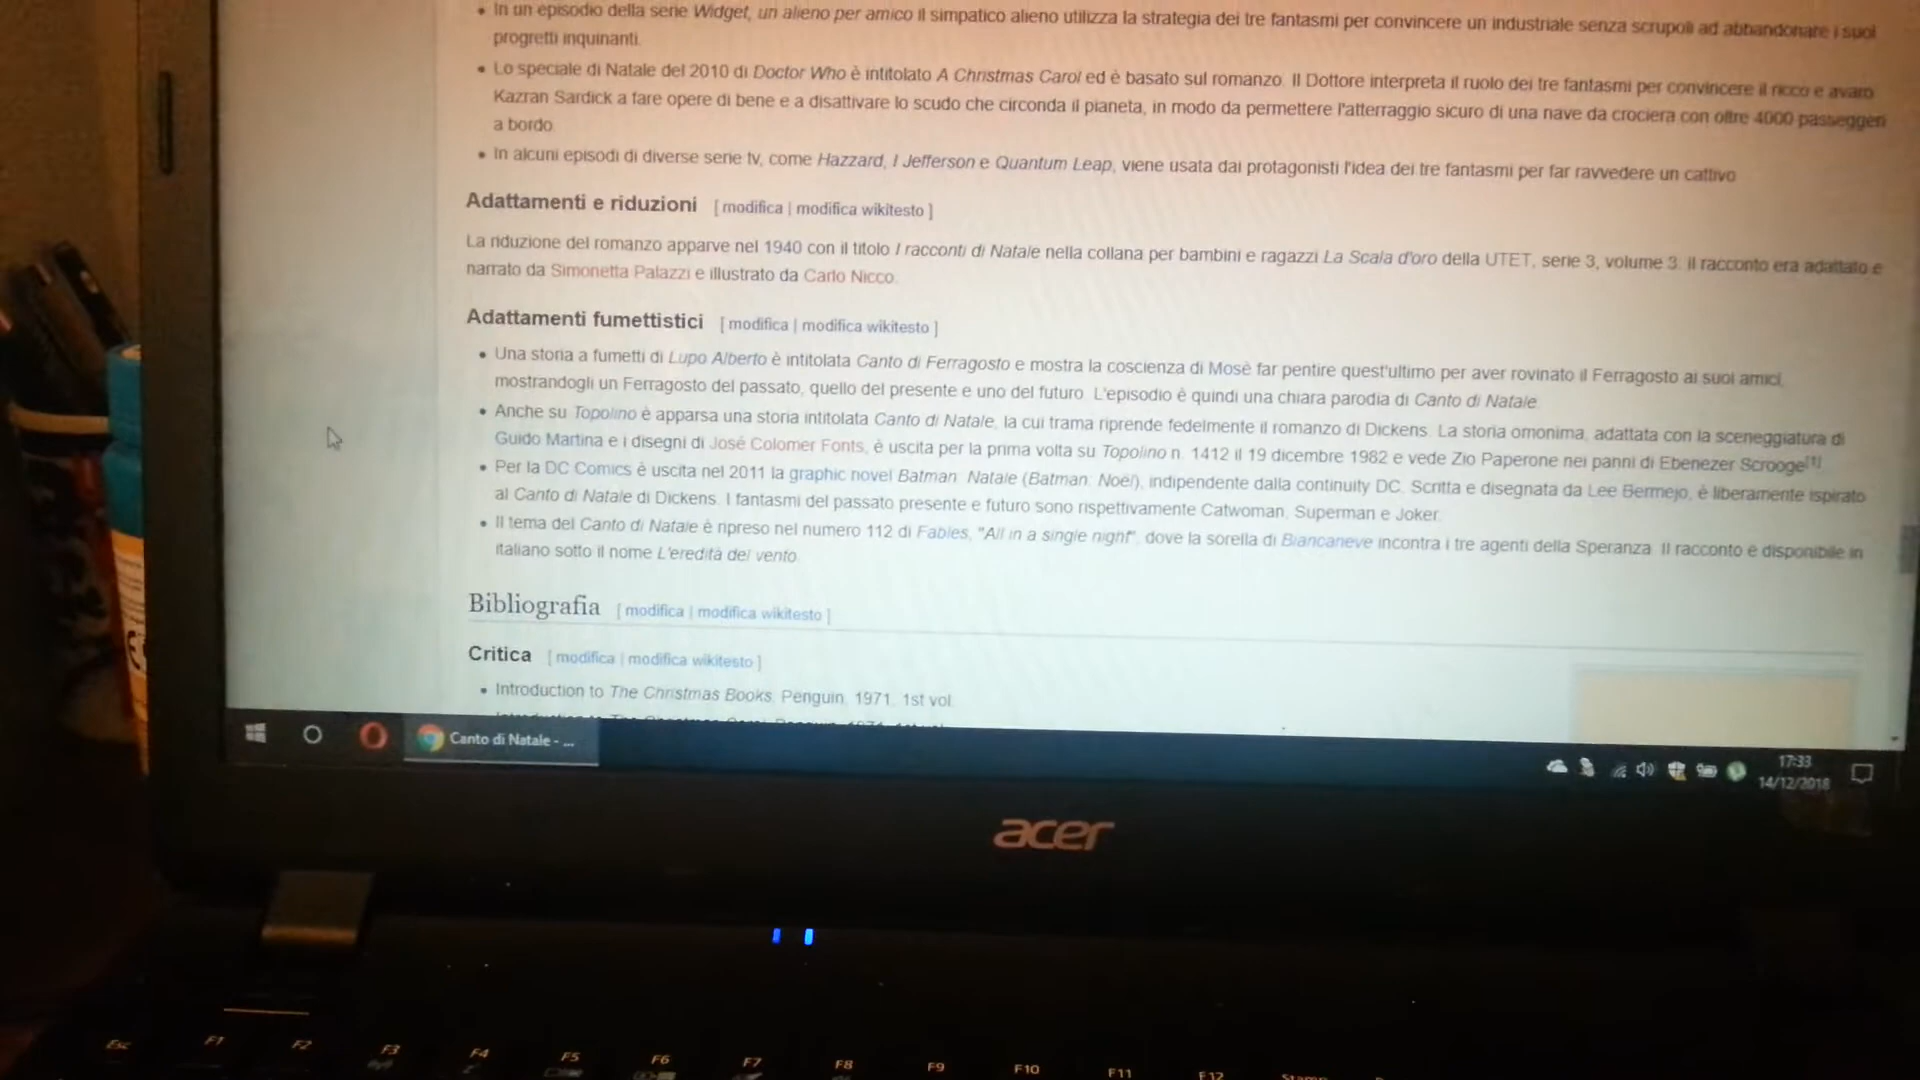 In un episodio della serie Widget, un alieno per amico il simpatico alieno utilizza la strategia dei tre fantasmi per convincere un industriale senza scrupoli ad abbandonare i suoi
progretti inquinanti.
Lo speciale di Natale del 2010 di Doctor Who è intitolato A Christmas Carol ed è basato sul romanzo. Il Dottore interpreta il ruolo dei tre fantasmi per convincere il ricco e avaro
Kazran Sardick a fare opere di bene e a disattivare lo scudo che circonda il pianeta, in modo da permettere l'atterraggio sicuro di una nave da crociera con oltre 4000 passeggeri
a bordo.
In alcuni episodi di diverse serie tv, come Hazzard, I Jefferson e Quantum Leap, viene usata dai protagonisti l'idea dei tre fantasmi per far ravvedere un cattivo
Adattamenti e riduzioni [ modifica | modifica wikitesto ]
La riduzione del romanzo apparve nel 1940 con il titolo I racconti di Natale nella collana per bambini e ragazzi La Scala d'oro della UTET, serie 3, volume 3: il racconto era adattato e
narrato da Simonetta Palazzi e illustrato da Carlo Nicco.
Adattamenti fumettistici [ modifica | modifica wikitesto ]
Una storia a fumetti di Lupo Alberto è intitolata Canto di Ferragosto e mostra la coscienza di Mosè far pentire quest'ultimo per aver rovinato il Ferragosto ai suoi amici,
mostrandogli un Ferragosto del passato, quello del presente e uno del futuro. L'episodio è quindi una chiara parodia di Canto di Natale.
Anche su Topolino è apparsa una storia intitolata Canto di Natale, la cui trama riprende fedelmente il romanzo di Dickens. La storia omonima, adattata con la sceneggiatura di
Guido Martina e i disegni di José Colomer Fonts, è uscita per la prima volta su Topolino n. 1412 il 19 dicembre 1982 e vede Zio Paperone nei panni di Ebenezer Scrooge
Per la DC Comics è uscita nel 2011 la graphic novel Batman: Natale (Batman: Noel), indipendente dalla continuity DC. Scritta e disegnata da Lee Bermejo, è liberamente ispirato
al Canto di Natale di Dickens. I fantasmi del passato presente e futuro sono rispettivamente Catwoman, Superman e Joker.
Il tema del Canto di Natale è ripreso nel numero 112 di Fables, "All in a single night", dove la sorella di Biancaneve incontra i tre agenti della Speranza. Il racconto è disponibile in
italiano sotto il nome L'eredità del vento.
Bibliografia [ modifica | modifica wikitesto ]
Critica [ modifica | modifica wikitesto ]
Introduction to The Christmas Books, Penguin, 1971, 1st vol.
Canto di Natale - ...
17:33
14/12/2018
acer
Esc F1 F2 F3 F4 F5 F6 F7 F8 F9 F10 F11 F12